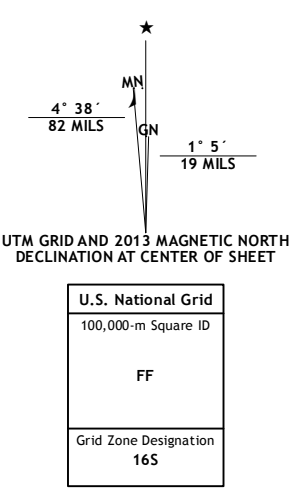 ★
MN
GN
4° 38´
82 MILS
1° 5´
19 MILS
UTM GRID AND 2013 MAGNETIC NORTH
DECLINATION AT CENTER OF SHEET
U.S. National Grid
100,000-m Square ID
FF
Grid Zone Designation
16S